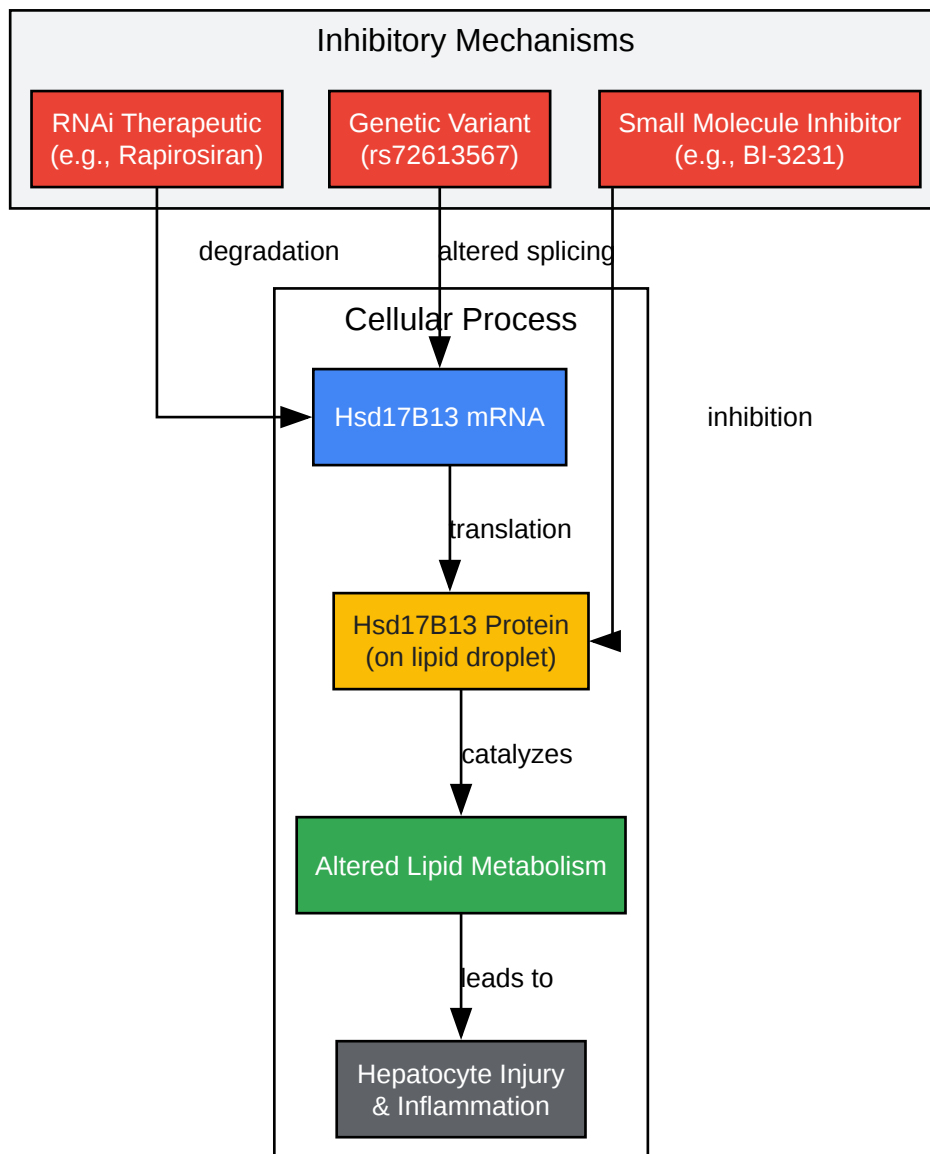 Inhibitory Mechanisms
RNAi Therapeutic
(e.g., Rapirosiran)
Genetic Variant
(rs72613567)
Small Molecule Inhibitor
(e.g., BI-3231)
degradation
altered splicing
Cellular Process
Hsd17B13 mRNA
inhibition
translation
Hsd17B13 Protein
(on lipid droplet)
catalyzes
Altered Lipid Metabolism
leads to
Hepatocyte Injury
& Inflammation